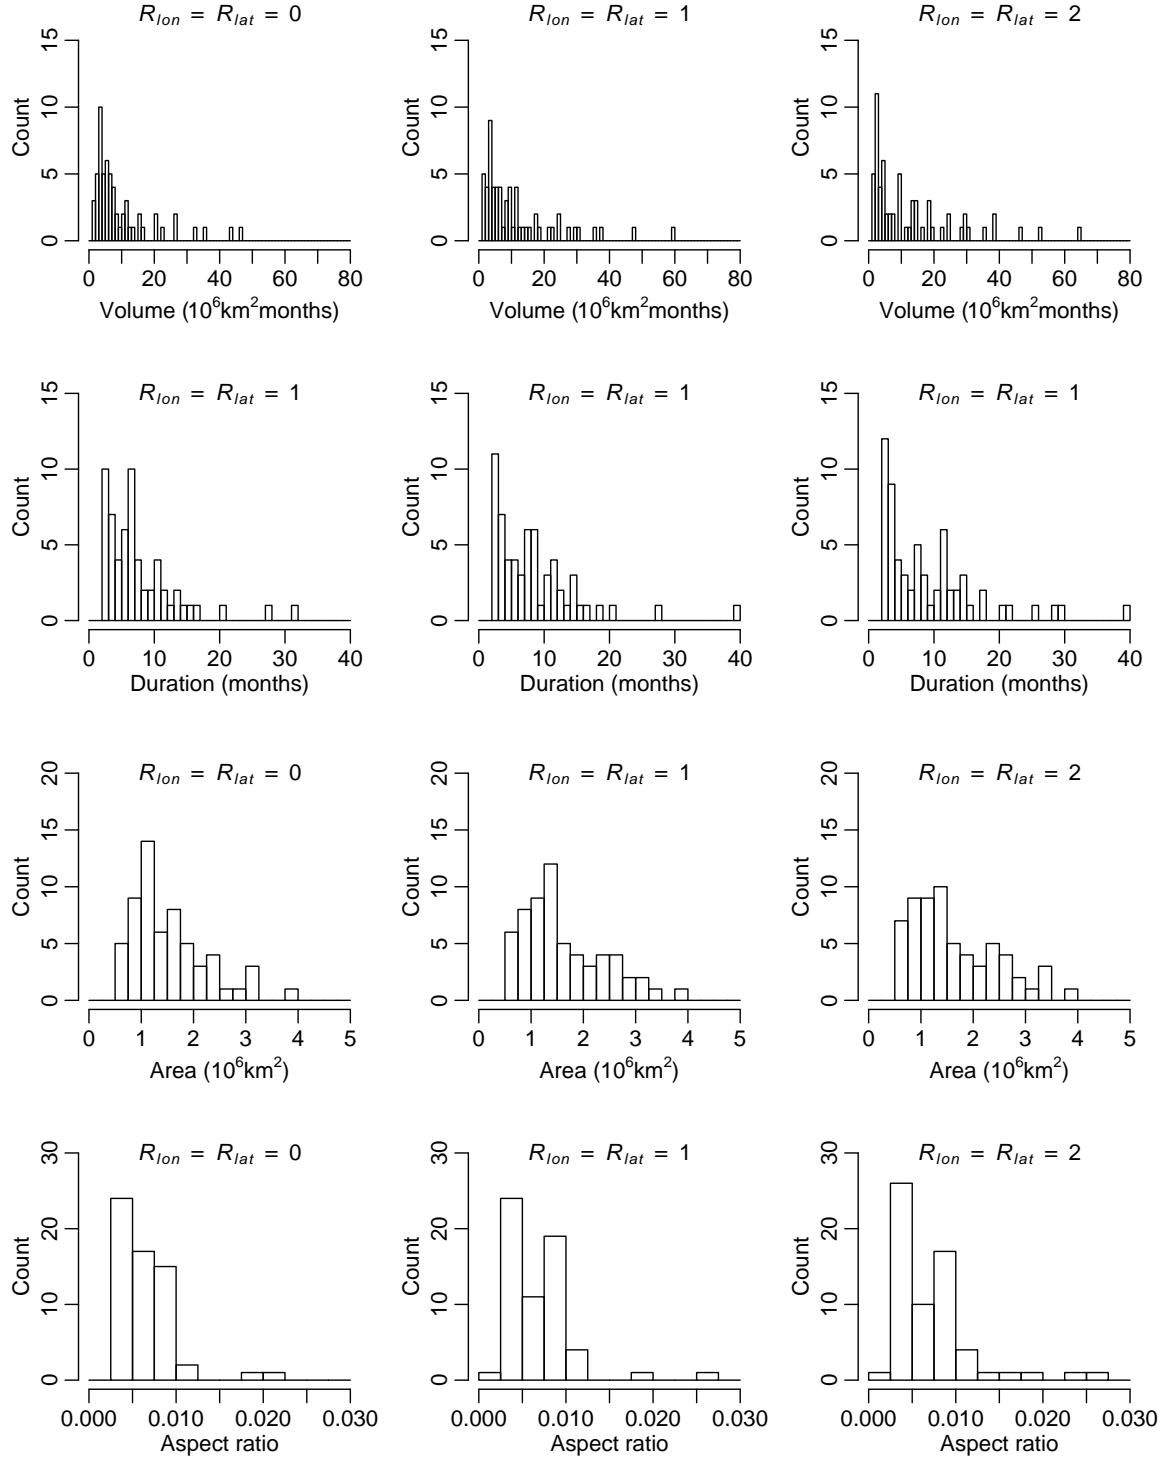 R_lon = R_lat = 0
Count
0 5 10 15
0 20 40 60 80
Volume (10^6km^2months)
R_lon = R_lat = 1
Count
0 5 10 15
0 20 40 60 80
Volume (10^6km^2months)
R_lon = R_lat = 2
Count
0 5 10 15
0 20 40 60 80
Volume (10^6km^2months)
R_lon = R_lat = 1
Count
0 5 10 15
0 10 20 30 40
Duration (months)
R_lon = R_lat = 1
Count
0 5 10 15
0 10 20 30 40
Duration (months)
R_lon = R_lat = 1
Count
0 5 10 15
0 10 20 30 40
Duration (months)
R_lon = R_lat = 0
Count
0 5 10 15 20
0 1 2 3 4 5
Area (10^6km^2)
R_lon = R_lat = 1
Count
0 5 10 15 20
0 1 2 3 4 5
Area (10^6km^2)
R_lon = R_lat = 2
Count
0 5 10 15 20
0 1 2 3 4 5
Area (10^6km^2)
R_lon = R_lat = 0
Count
0 10 20 30
0.000 0.010 0.020 0.030
Aspect ratio
R_lon = R_lat = 1
Count
0 10 20 30
0.000 0.010 0.020 0.030
Aspect ratio
R_lon = R_lat = 2
Count
0 10 20 30
0.000 0.010 0.020 0.030
Aspect ratio